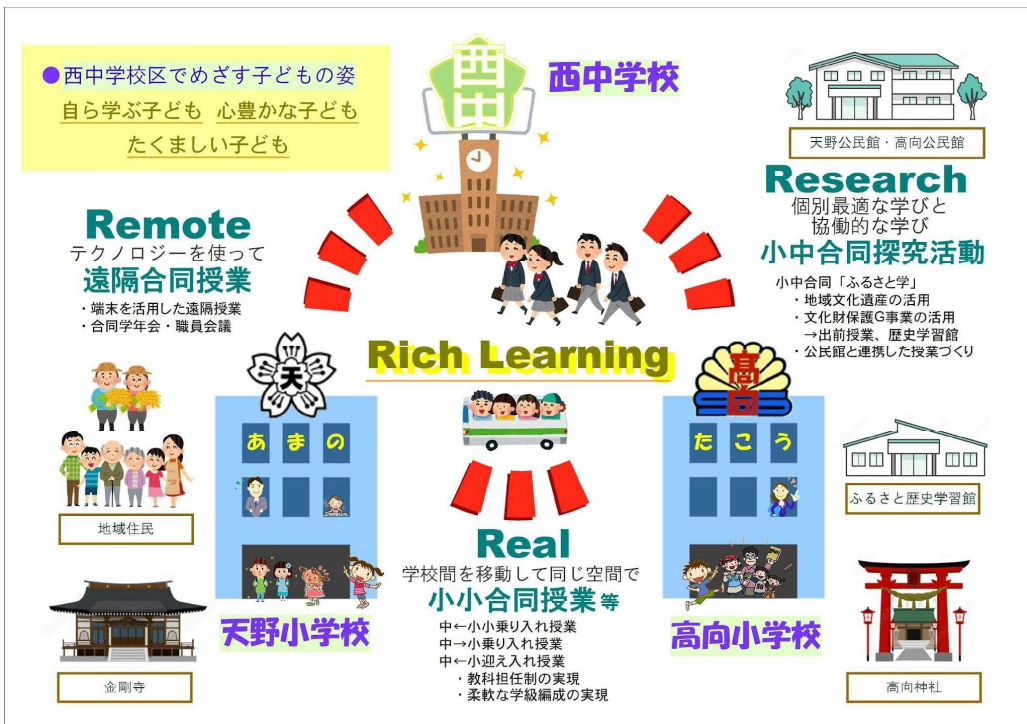 ●西中学校区でめざす子どもの姿
自ら学ぶ子ども 心豊かな子ども
たくましい子ども
西中
西中学校
天野公民館・高向公民館
Remote
テクノロジーを使って
遠隔合同授業
・端末を活用した遠隔授業
・合同学年会・職員会議
Research
個別最適な学びと
協働的な学び
小中合同探究活動
小中合同「ふるさと学」
・地域文化遺産の活用
・文化財保護G事業の活用
→出前授業、歴史学習館
・公民館と連携した授業づくり
Rich Learning
天
あまの
高向
たこう
地域住民
ふるさと歴史学習館
Real
学校間を移動して同じ空間で
小小合同授業等
中←小小乗り入れ授業
中→小乗り入れ授業
中←小迎え入れ授業
・教科担任制の実現
・柔軟な学級編成の実現
天野小学校
高向小学校
金剛寺
高向神社